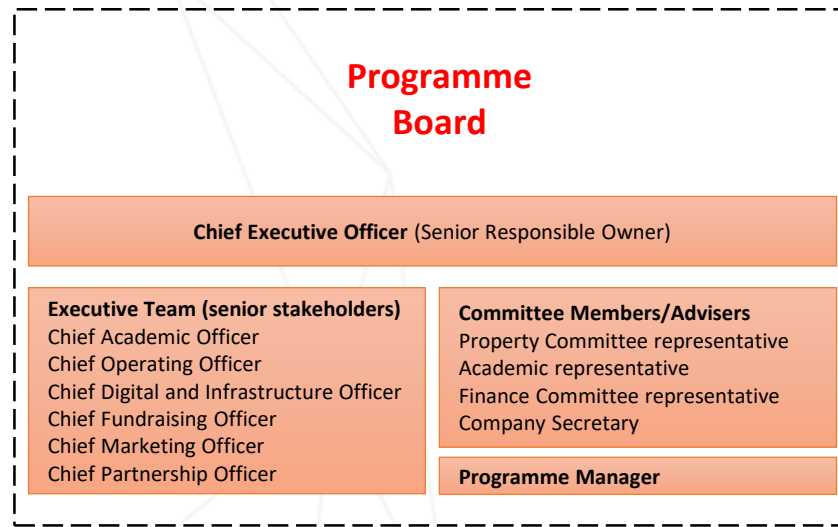 Programme
Board
Chief Executive Officer (Senior Responsible Owner)
Executive Team (senior stakeholders)
Chief Academic Officer
Chief Operating Officer
Chief Digital and Infrastructure Officer
Chief Fundraising Officer
Chief Marketing Officer
Chief Partnership Officer
Committee Members/Advisers
Property Committee representative
Academic representative
Finance Committee representative
Company Secretary
Programme Manager